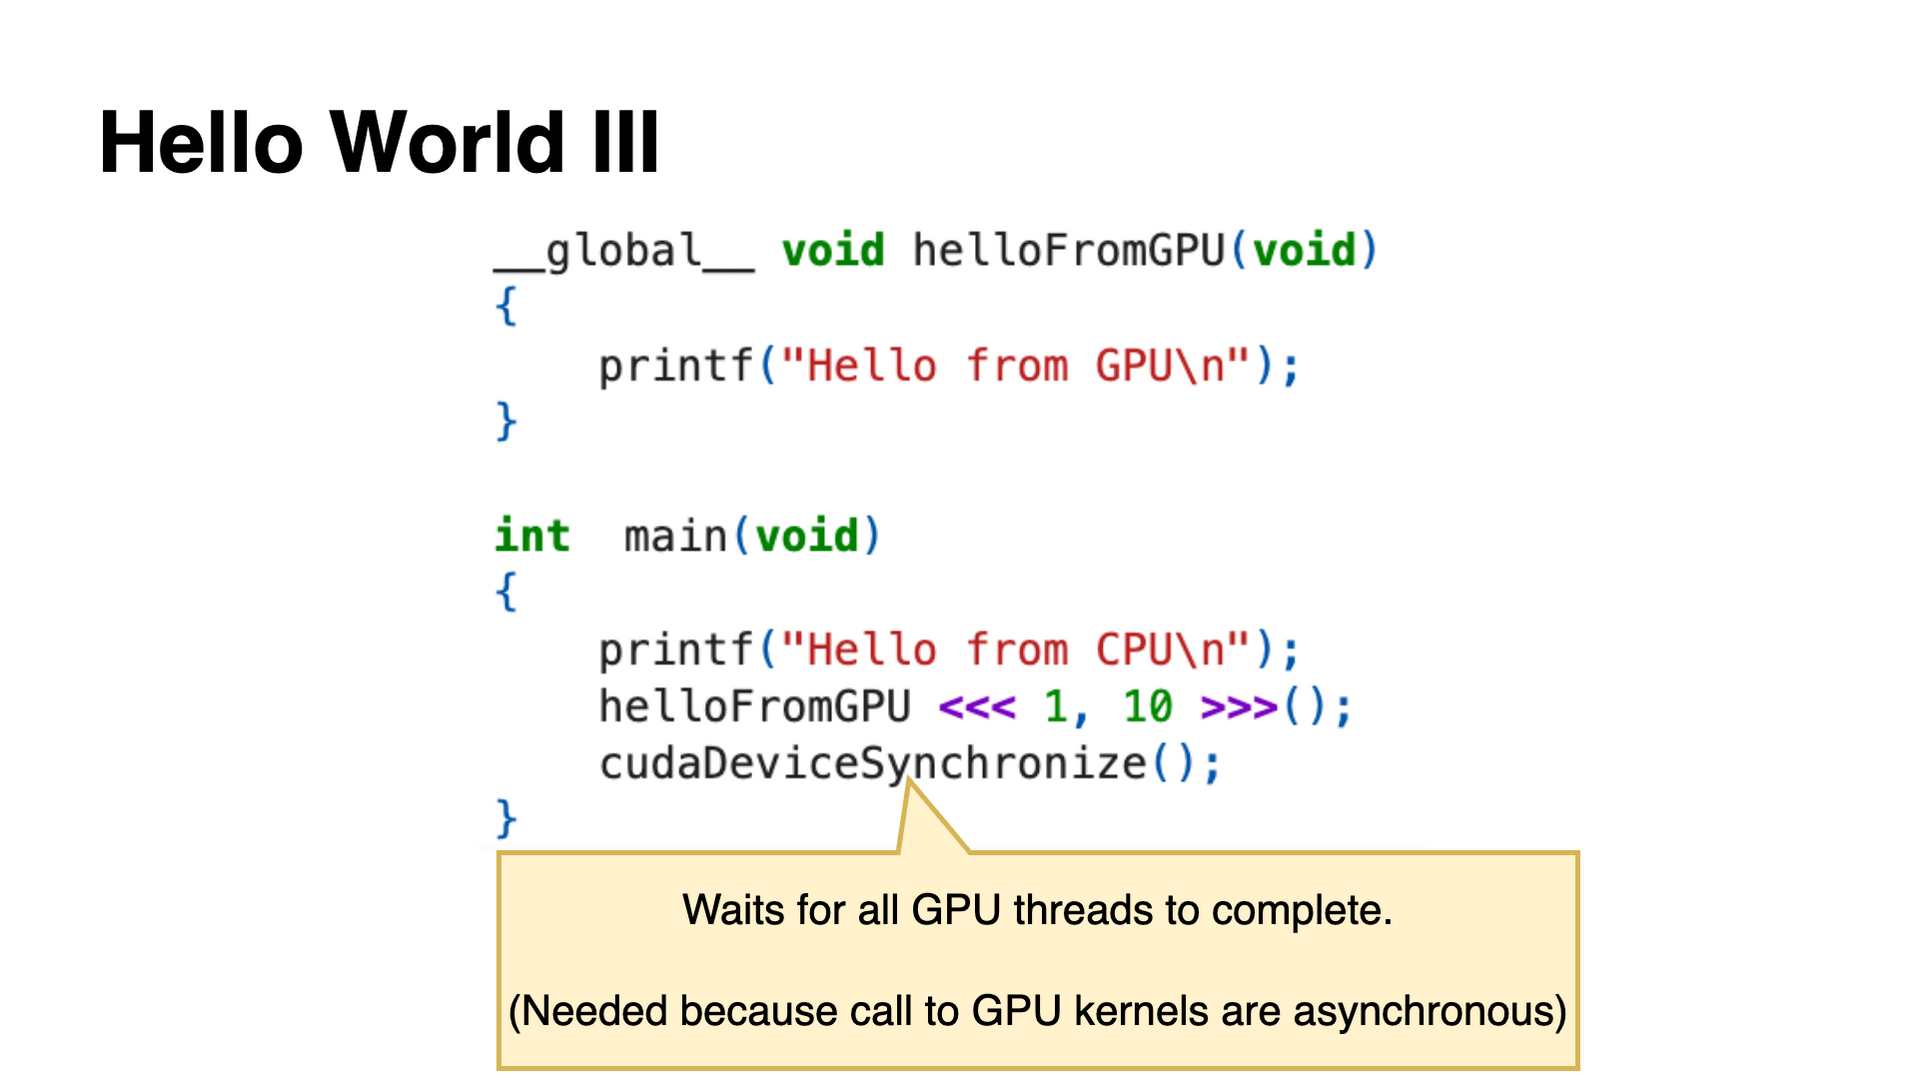 Hello World III
__global__ void helloFromGPU(void)
{
    printf("Hello from GPU\n");
}
int  main(void)
{
    printf("Hello from CPU\n");
    helloFromGPU <<< 1, 10 >>>();
    cudaDeviceSynchronize();
}
Waits for all GPU threads to complete.
(Needed because call to GPU kernels are asynchronous)